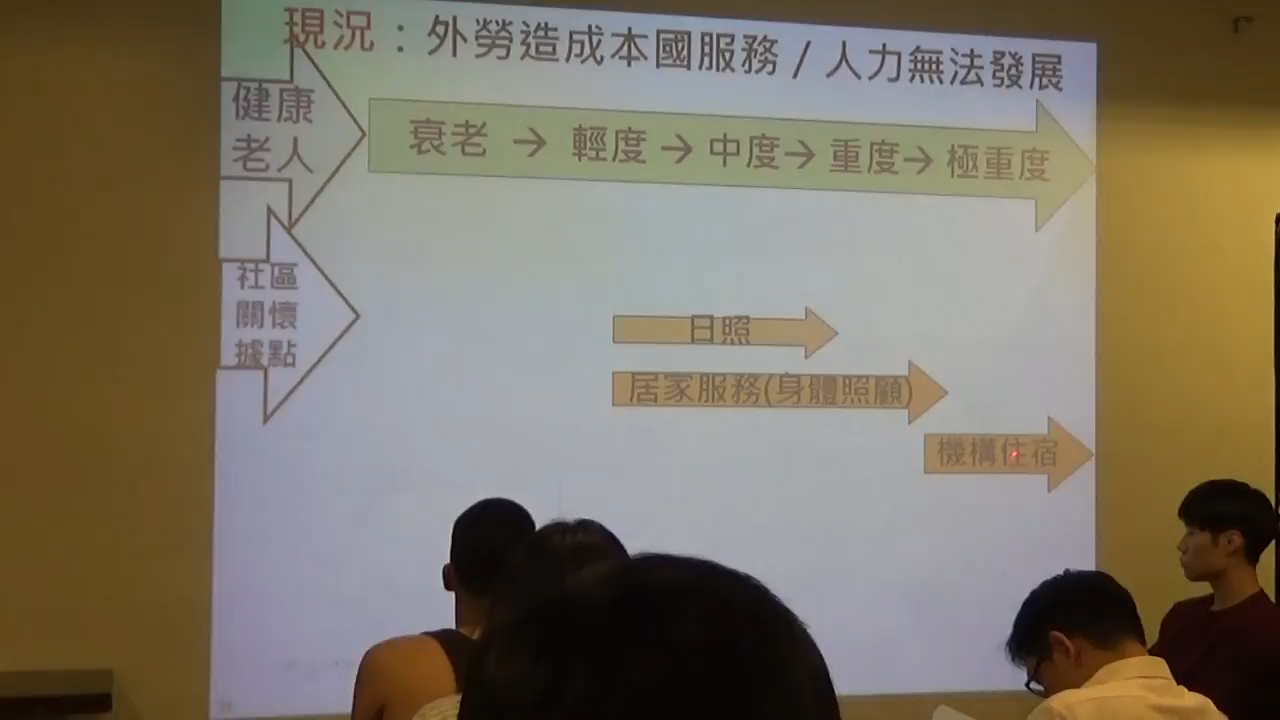 現況：外勞造成本國服務 / 人力無法發展
健康
老人
衰老 → 輕度 → 中度→ 重度→ 極重度
社區
關懷
據點
日照
居家服務(身體照顧)
機構住宿